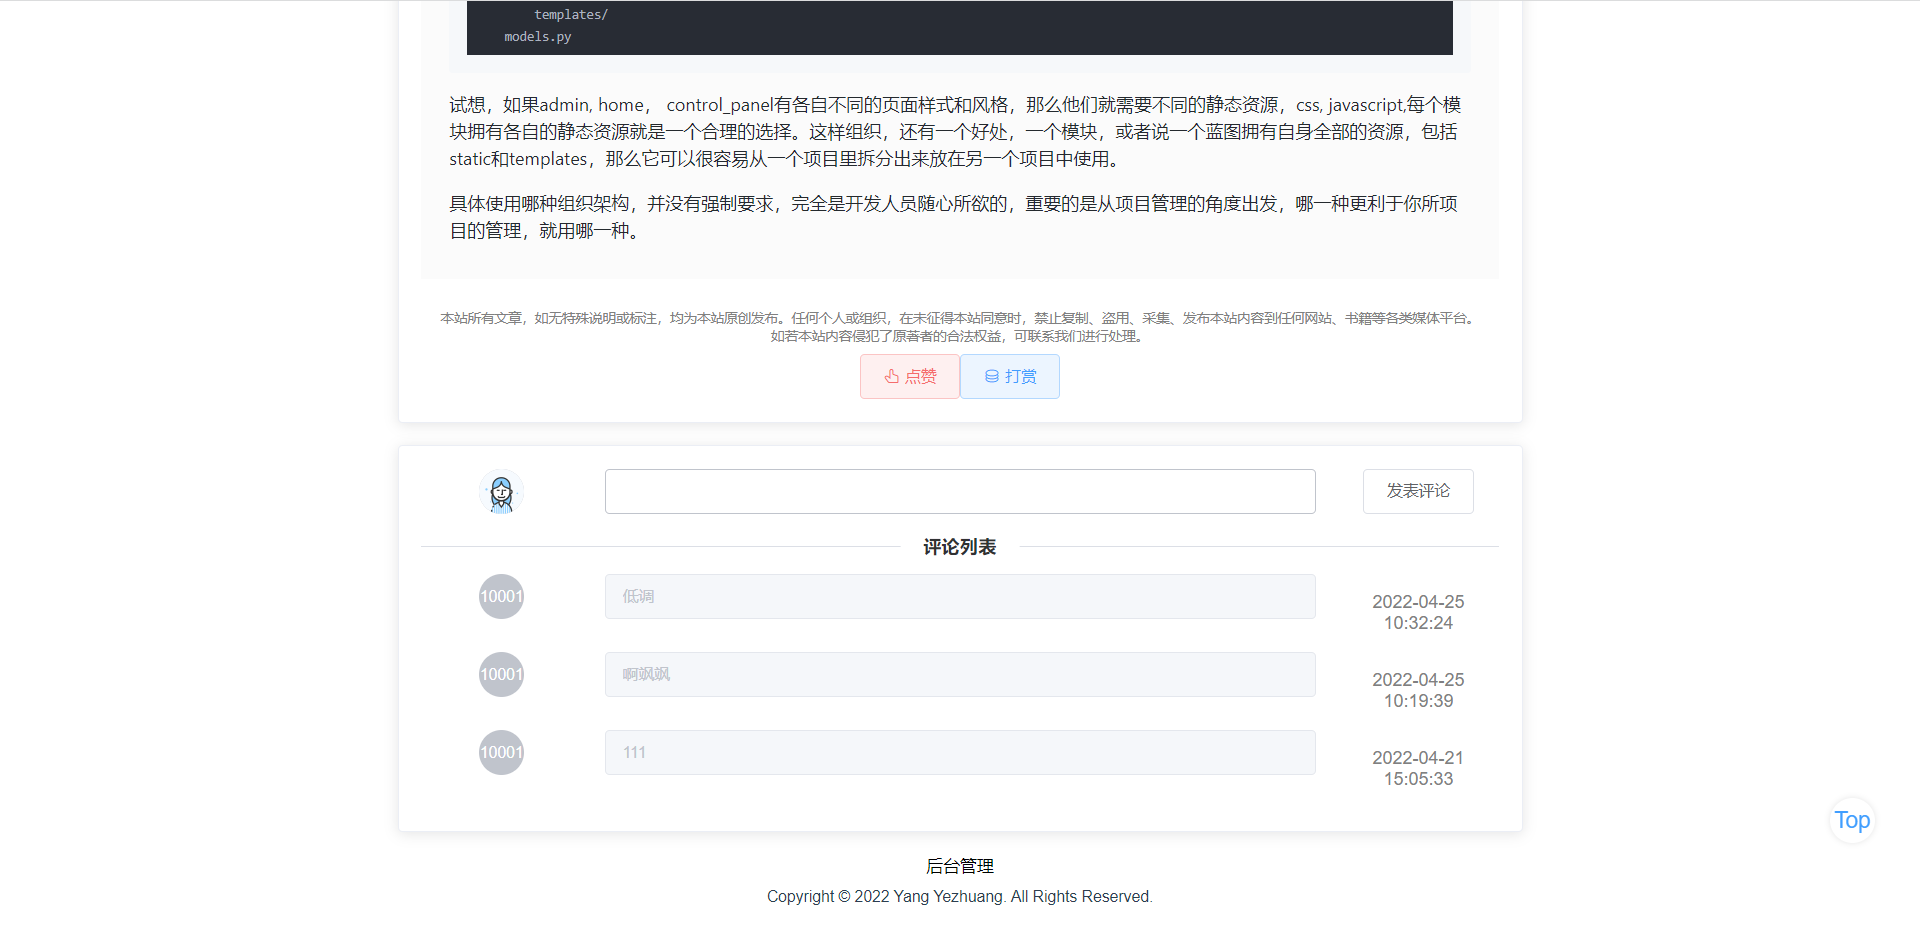 templates/
models.py
试想，如果admin, home， control_panel有各自不同的页面样式和风格，那么他们就需要不同的静态资源，css, javascript,每个模
块拥有各自的静态资源就是一个合理的选择。这样组织，还有一个好处，一个模块，或者说一个蓝图拥有自身全部的资源，包括
static和templates，那么它可以很容易从一个项目里拆分出来放在另一个项目中使用。
具体使用哪种组织架构，并没有强制要求，完全是开发人员随心所欲的，重要的是从项目管理的角度出发，哪一种更利于你所项
目的管理，就用哪一种。
本站所有文章，如无特殊说明或标注，均为本站原创发布。任何个人或组织，在未征得本站同意时，禁止复制、盗用、采集、发布本站内容到任何网站、书籍等各类媒体平台。
如若本站内容侵犯了原著者的合法权益，可联系我们进行处理。
点赞 打赏
发表评论
评论列表
10001 低调 2022-04-25
10:32:24
10001 啊飒飒 2022-04-25
10:19:39
10001 111 2022-04-21
15:05:33
Top
后台管理
Copyright © 2022 Yang Yezhuang. All Rights Reserved.